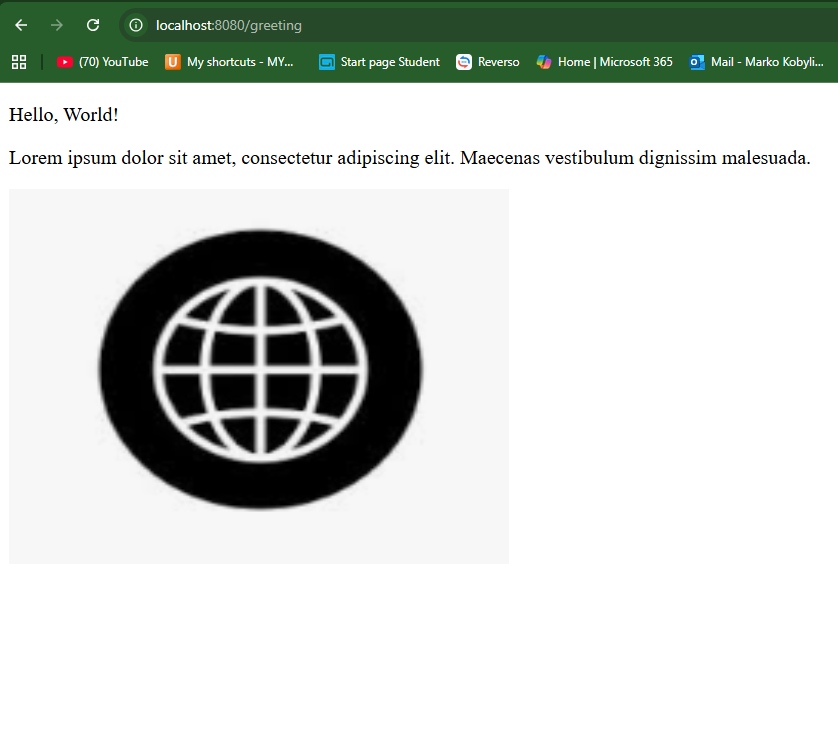 localhost:8080/greeting
(70) YouTube U My shortcuts - MY... Start page Student Reverso Home | Microsoft 365 Mail - Marko Kobyli...
Hello, World!
Lorem ipsum dolor sit amet, consectetur adipiscing elit. Maecenas vestibulum dignissim malesuada.